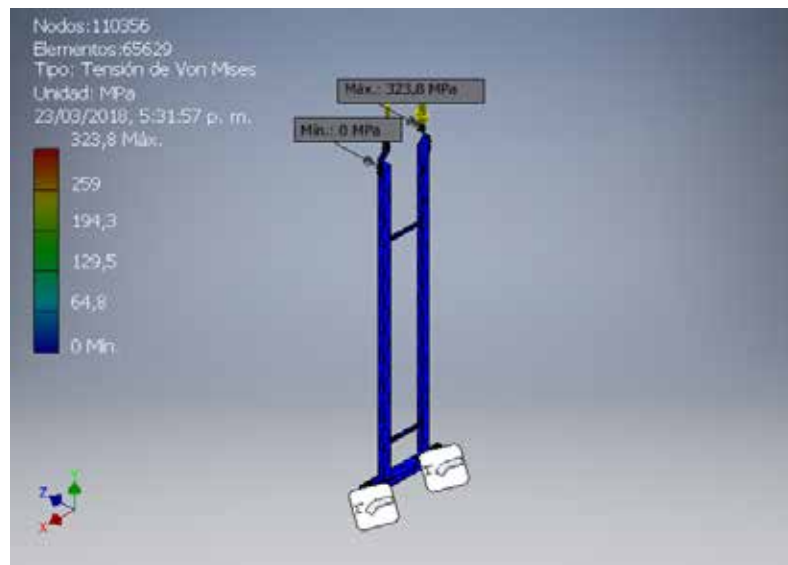 Nodos:110356
Elementos:65629
Tipo: Tensión de Von Mises
Unidad: MPa
23/03/2018, 5:31:57 p. m.
323,8 Máx.
259
194,3
129,5
64,8
0 Mín.
Máx.: 323,8 MPa
Mín.: 0 MPa
Y
Z
X